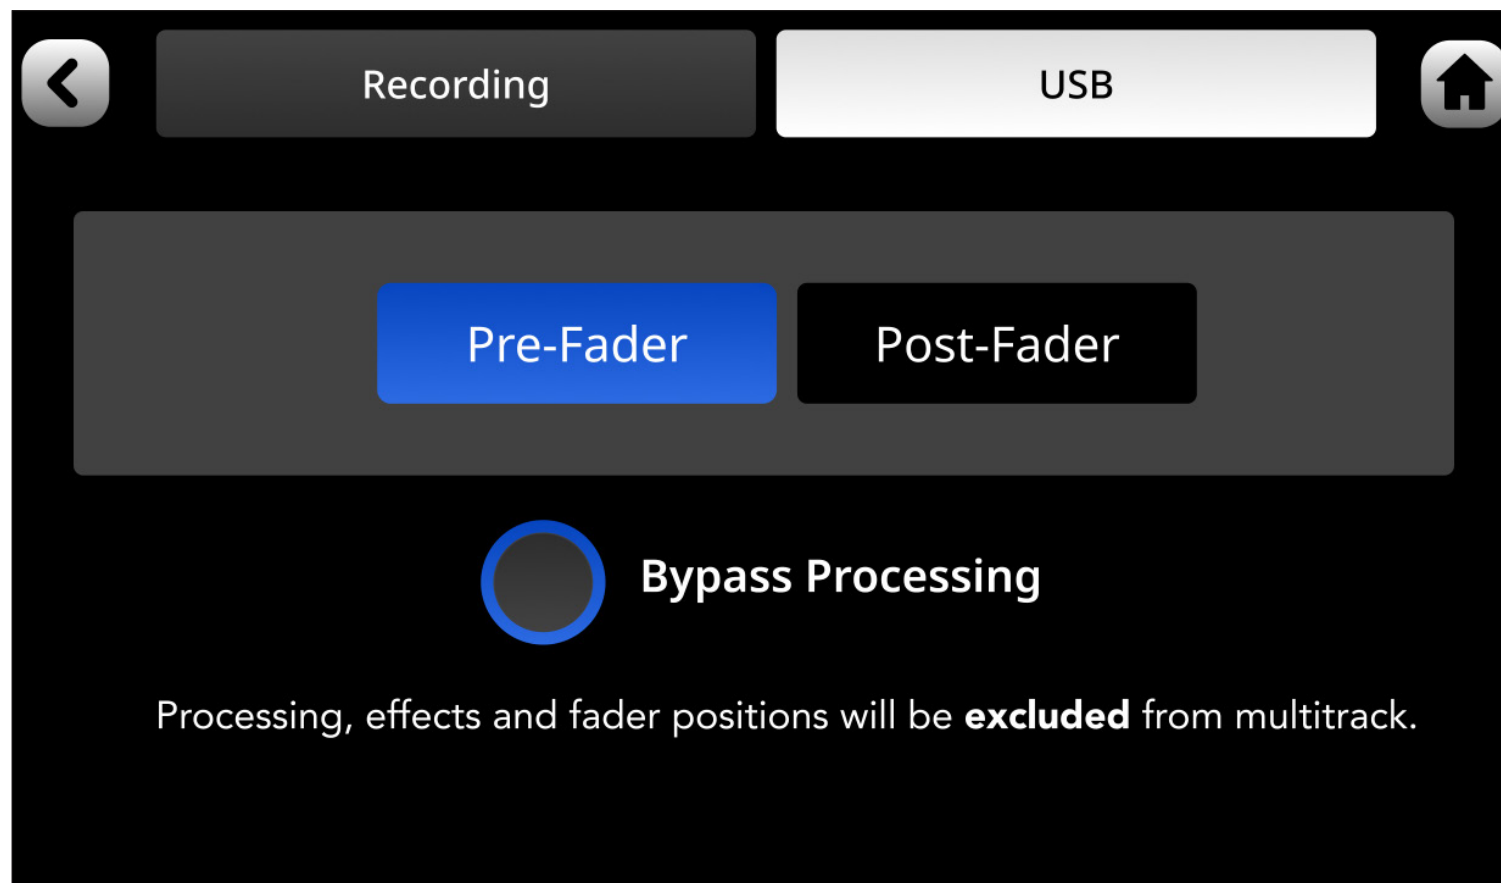 Recording
USB
Pre-Fader
Post-Fader
Bypass Processing
Processing, effects and fader positions will be excluded from multitrack.